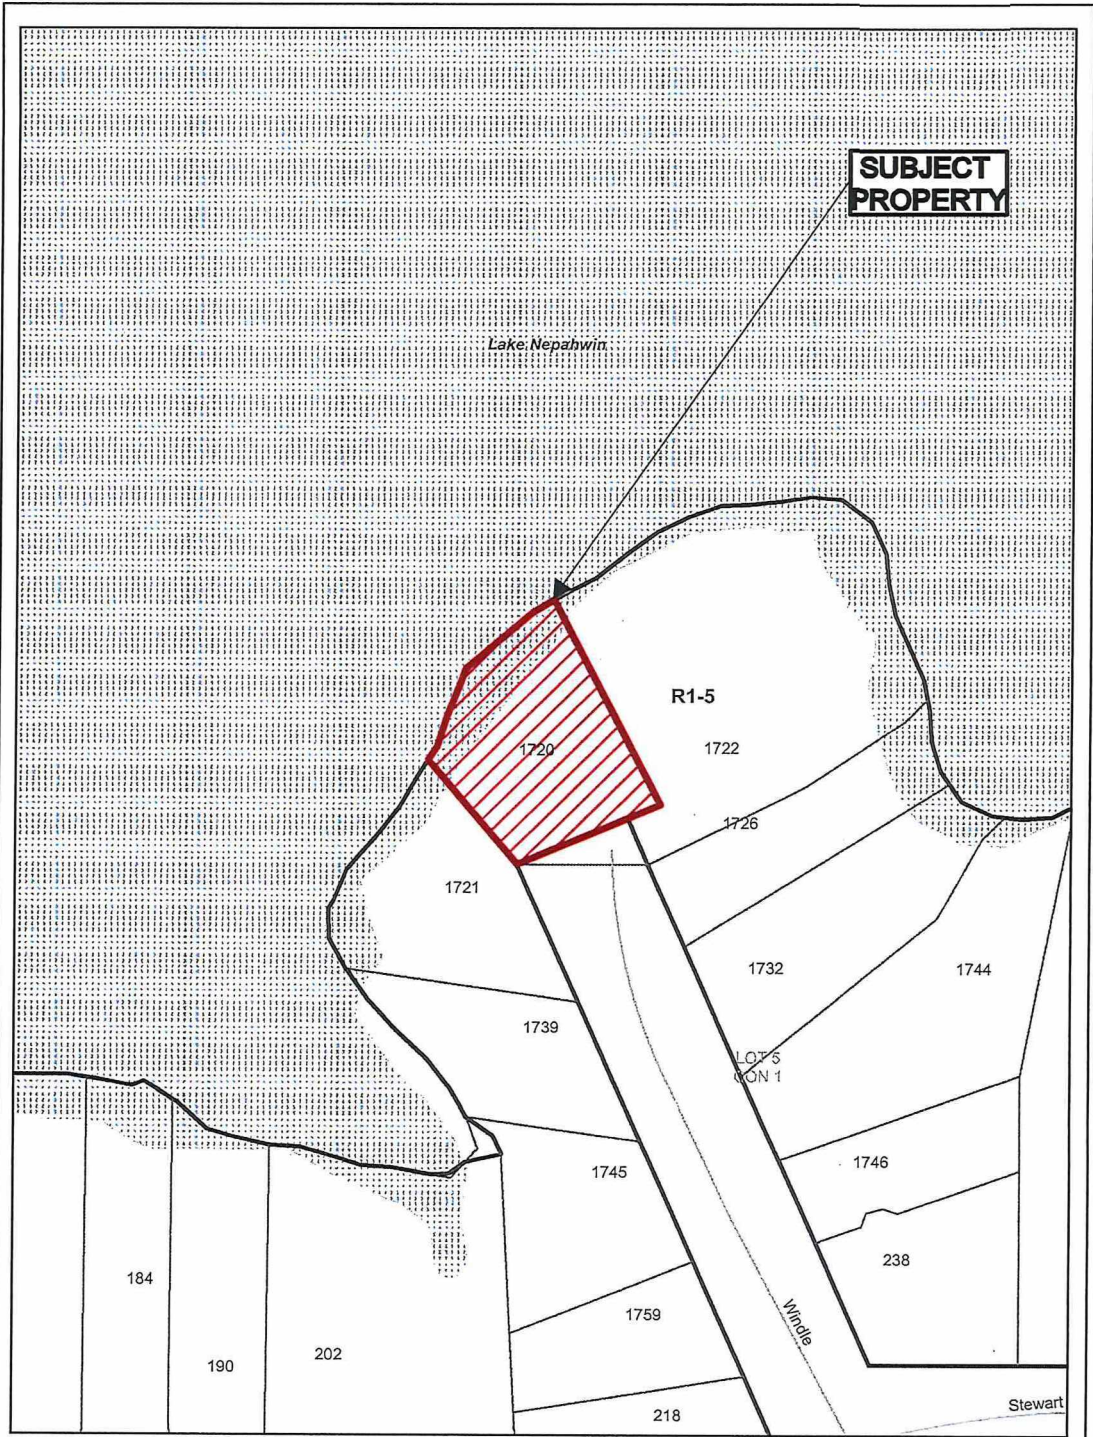 SUBJECT
PROPERTY
Lake Nepahwin
R1-5
1720
1722
1726
1721
1732
1744
1739
LOT 5
CON 1
1745
1746
238
184
1759
Windle
202
190
Stewart
218